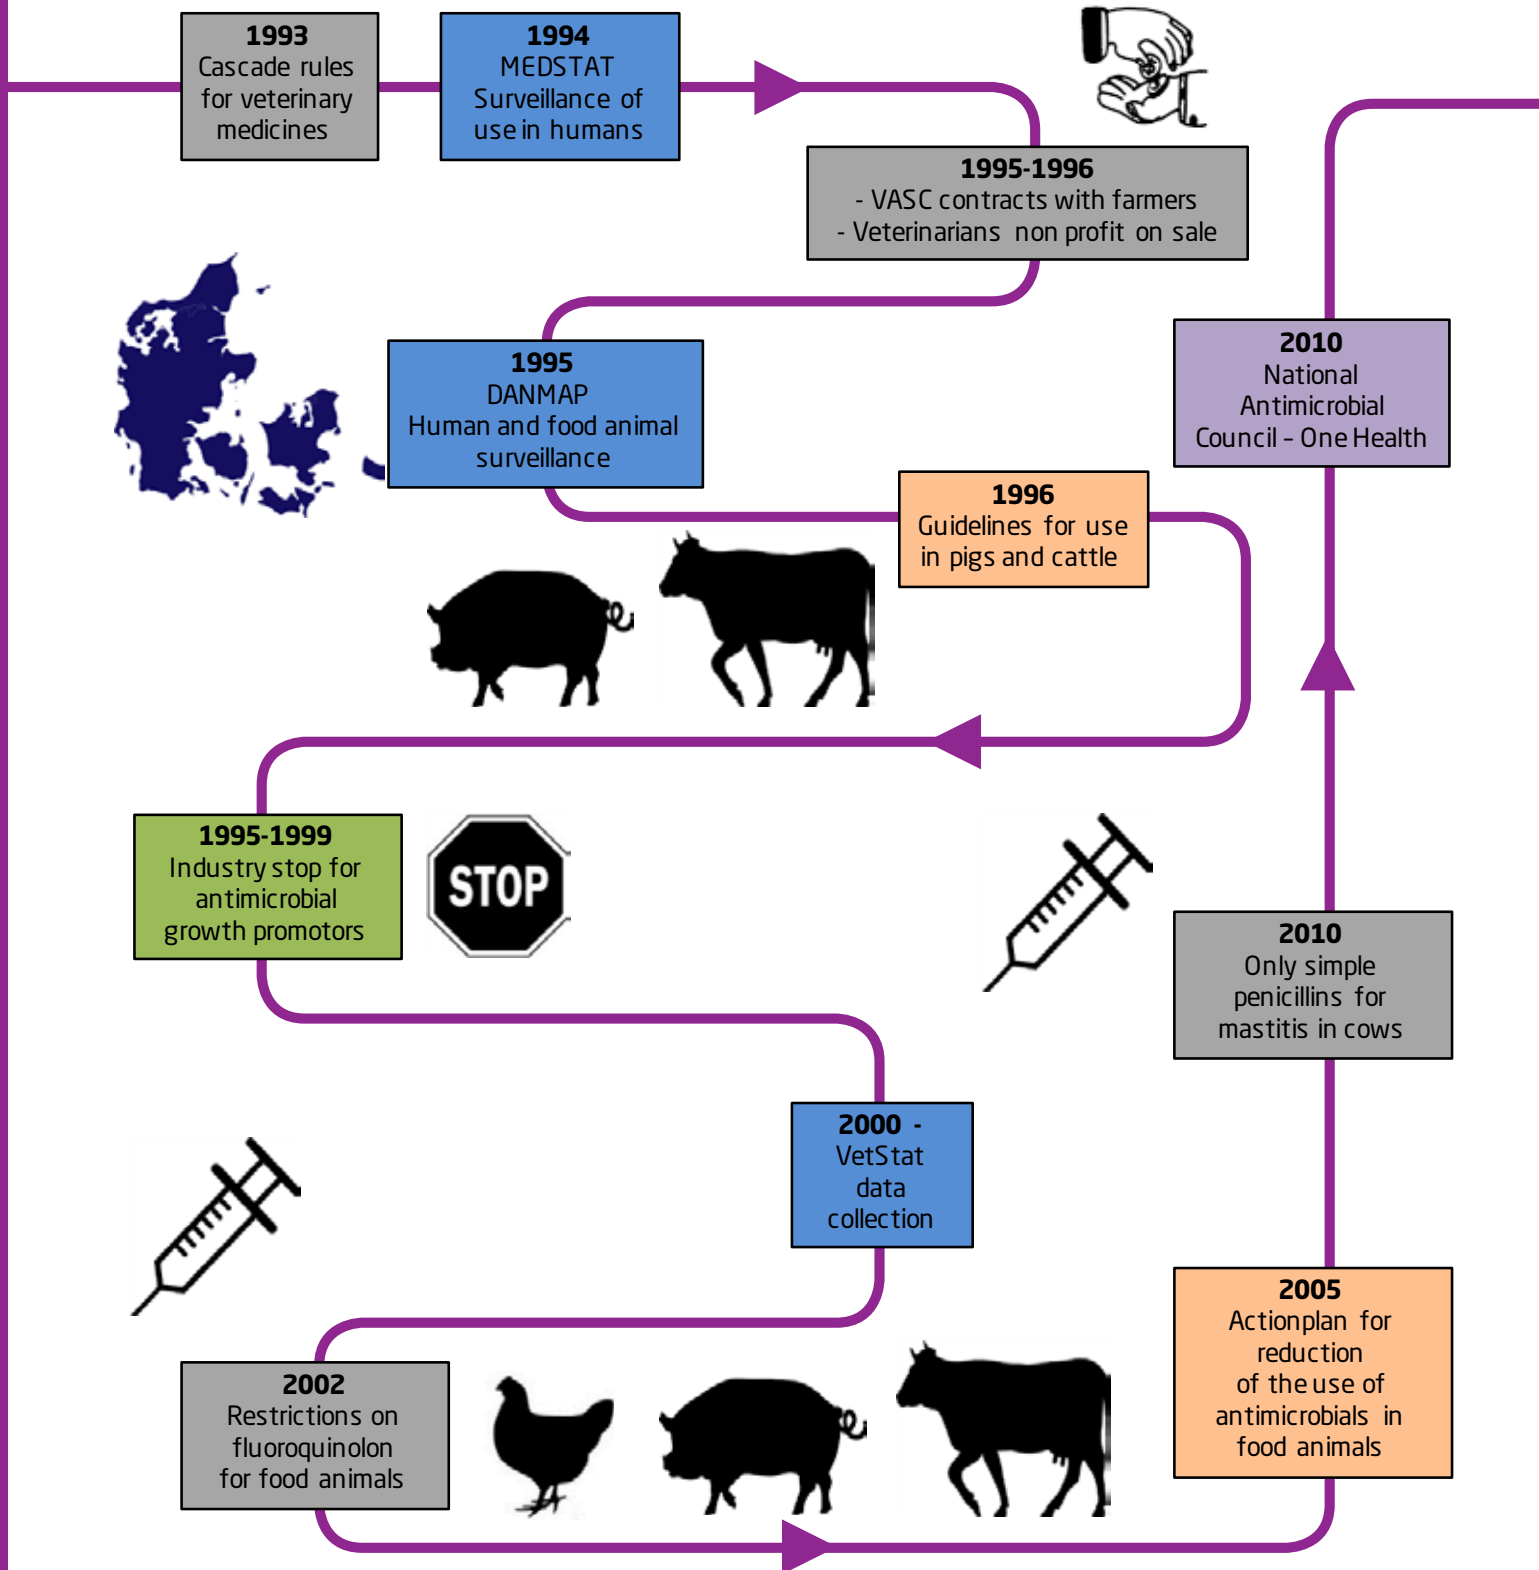 1993
Cascade rules
for veterinary
medicines
1994
MEDSTAT
Surveillance of
use in humans
1995-1996
- VASC contracts with farmers
- Veterinarians non profit on sale
1995
DANMAP
Human and food animal
surveillance
1996
Guidelines for use
in pigs and cattle
1995-1999
Industry stop for
antimicrobial
growth promotors
STOP
2000 -
VetStat
data
collection
2002
Restrictions on
fluoroquinolon
for food animals
2005
Actionplan for
reduction
of the use of
antimicrobials in
food animals
2010
Only simple
penicillins for
mastitis in cows
2010
National
Antimicrobial
Council – One Health